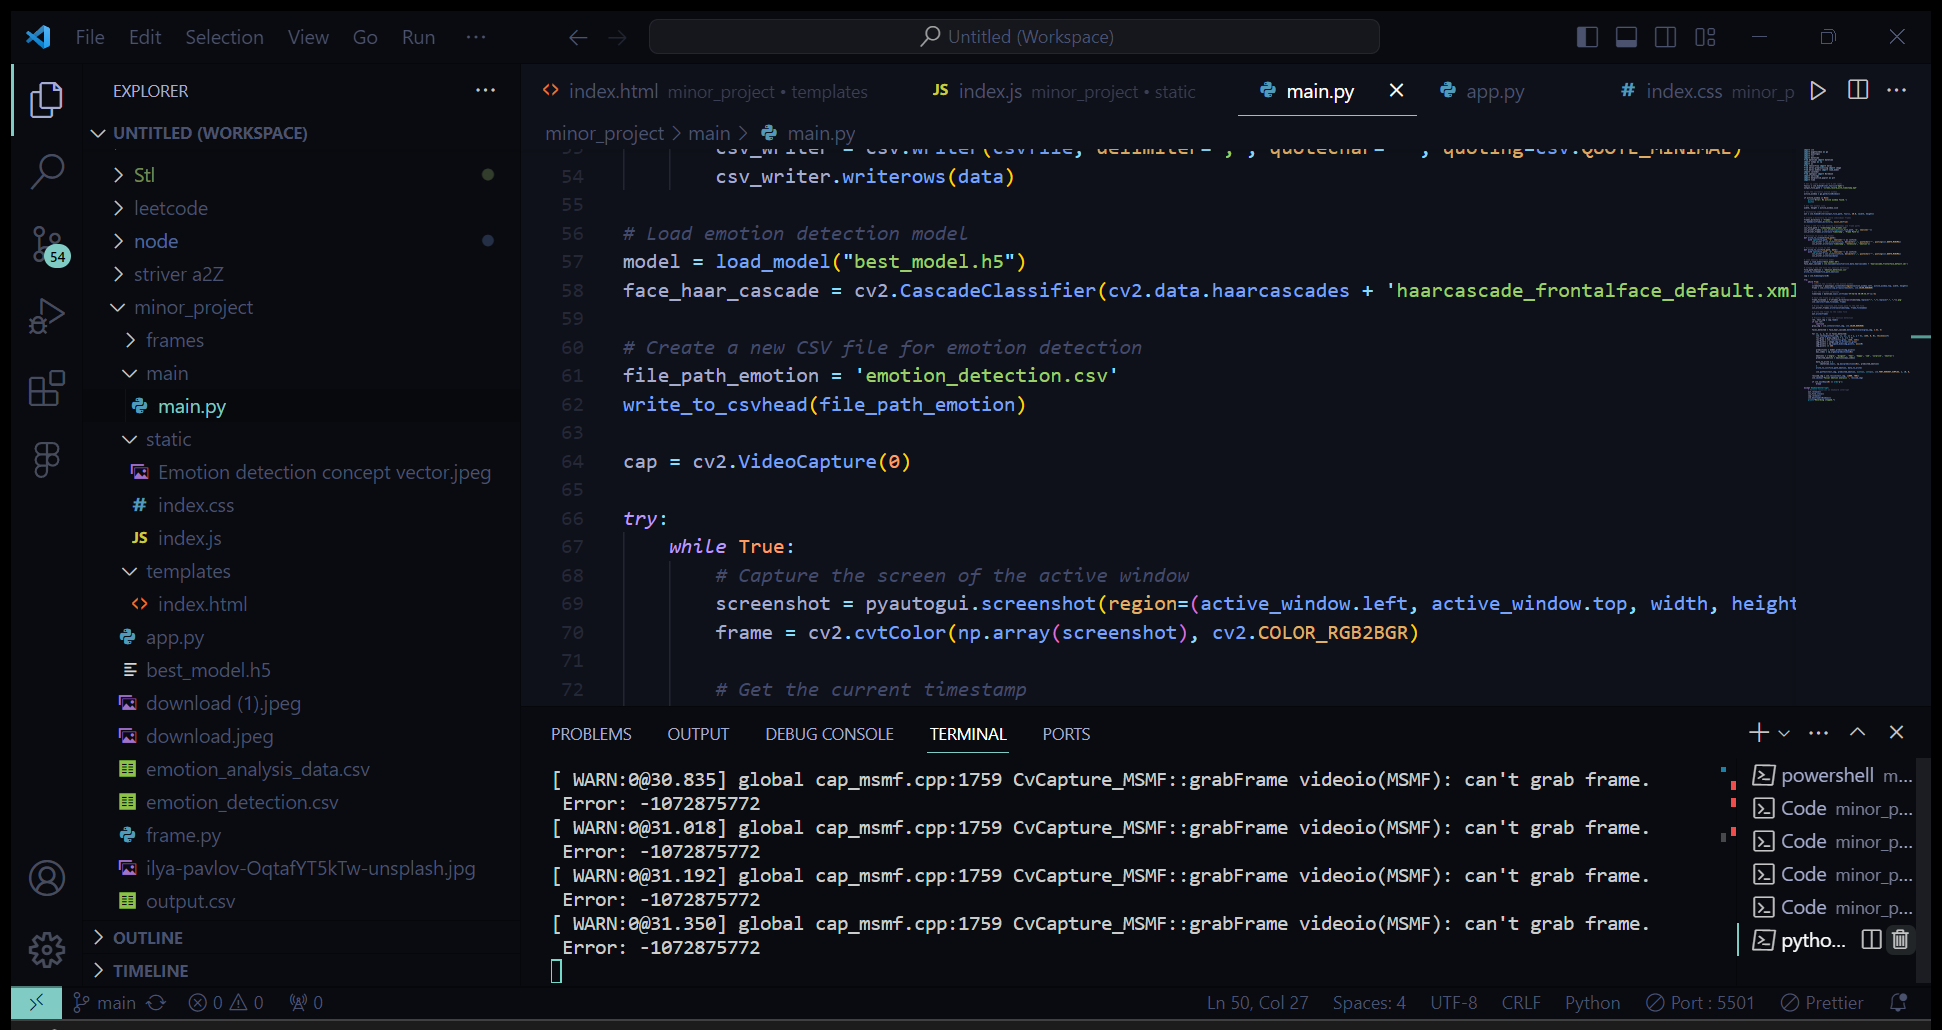 File Edit Selection View Go Run ···
Untitled (Workspace)
EXPLORER ···
index.html minor_project • templates
JS index.js minor_project • static
main.py
app.py
# index.css minor_p
UNTITLED (WORKSPACE)
minor_project > main > main.py
Stl
leetcode
node
striver a2Z
minor_project
frames
main
main.py
static
Emotion detection concept vector.jpeg
# index.css
JS index.js
templates
index.html
app.py
best_model.h5
download (1).jpeg
download.jpeg
emotion_analysis_data.csv
emotion_detection.csv
frame.py
ilya-pavlov-OqtafYT5kTw-unsplash.jpg
output.csv
OUTLINE
TIMELINE
54
53 csv_writer = csv.writer(csvfile, delimiter=',', quotechar='
', quoting=csv.QUOTE_MINIMAL)
54 csv_writer.writerows(data)
55
56 # Load emotion detection model
57 model = load_model("best_model.h5")
58 face_haar_cascade = cv2.CascadeClassifier(cv2.data.haarcascades + 'haarcascade_frontalface_default.xml
59
60 # Create a new CSV file for emotion detection
61 file_path_emotion = 'emotion_detection.csv'
62 write_to_csvhead(file_path_emotion)
63
64 cap = cv2.VideoCapture(0)
65
66 try:
67 while True:
68 # Capture the screen of the active window
69 screenshot = pyautogui.screenshot(region=(active_window.left, active_window.top, width, height
70 frame = cv2.cvtColor(np.array(screenshot), cv2.COLOR_RGB2BGR)
71
72 # Get the current timestamp
PROBLEMS OUTPUT DEBUG CONSOLE TERMINAL PORTS
[ WARN:0@30.835] global cap_msmf.cpp:1759 CvCapture_MSMF::grabFrame videoio(MSMF): can't grab frame.
Error: -1072875772
[ WARN:0@31.018] global cap_msmf.cpp:1759 CvCapture_MSMF::grabFrame videoio(MSMF): can't grab frame.
Error: -1072875772
[ WARN:0@31.192] global cap_msmf.cpp:1759 CvCapture_MSMF::grabFrame videoio(MSMF): can't grab frame.
Error: -1072875772
[ WARN:0@31.350] global cap_msmf.cpp:1759 CvCapture_MSMF::grabFrame videoio(MSMF): can't grab frame.
Error: -1072875772
powershell m...
Code minor_p...
Code minor_p...
Code minor_p...
Code minor_p...
pytho...
main 0 0 0
Ln 50, Col 27 Spaces: 4 UTF-8 CRLF Python Port : 5501 Prettier